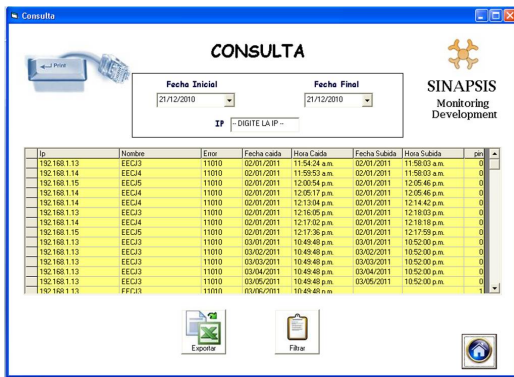 Consulta
Print
CONSULTA
Fecha Inicial
Fecha Final
21/12/2010
21/12/2010
IP -- DIGITE LA IP --
SINAPSIS
Monitoring
Development
Ip Nombre Error Fecha caida Hora Caida Fecha Subida Hora Subida pin
192.168.1.13 EECJ3 11010 02/01/2011 11:54:24 a.m. 02/01/2011 11:58:03 a.m. 0
192.168.1.14 EECJ4 11010 02/01/2011 11:59:53 a.m. 02/01/2011 11:58:03 a.m. 0
192.168.1.15 EECJ5 11010 02/01/2011 12:00:54 p.m. 02/01/2011 12:05:46 p.m. 0
192.168.1.14 EECJ4 11010 02/01/2011 12:05:17 p.m. 02/01/2011 12:05:46 p.m. 0
192.168.1.14 EECJ4 11010 02/01/2011 12:13:04 p.m. 02/01/2011 12:14:42 p.m. 0
192.168.1.13 EECJ3 11010 02/01/2011 12:16:05 p.m. 02/01/2011 12:18:03 p.m. 0
192.168.1.14 EECJ4 11010 02/01/2011 12:17:02 p.m. 02/01/2011 12:18:18 p.m. 0
192.168.1.15 EECJ5 11010 02/01/2011 12:17:36 p.m. 02/01/2011 12:17:59 p.m. 0
192.168.1.13 EECJ3 11010 03/01/2011 10:49:48 p.m. 03/01/2011 10:52:00 p.m. 0
192.168.1.13 EECJ3 11010 03/02/2011 10:49:48 p.m. 03/02/2011 10:52:00 p.m. 0
192.168.1.13 EECJ3 11010 03/03/2011 10:49:48 p.m. 03/03/2011 10:52:00 p.m. 0
192.168.1.13 EECJ3 11010 03/04/2011 10:49:48 p.m. 03/04/2011 10:52:00 p.m. 0
192.168.1.13 EECJ3 11010 03/05/2011 10:49:48 p.m. 03/05/2011 10:52:00 p.m. 0
192.168.1.13 EECJ3 11010 03/06/2011 10:49:48 p.m. 1
Exportar
Filtrar